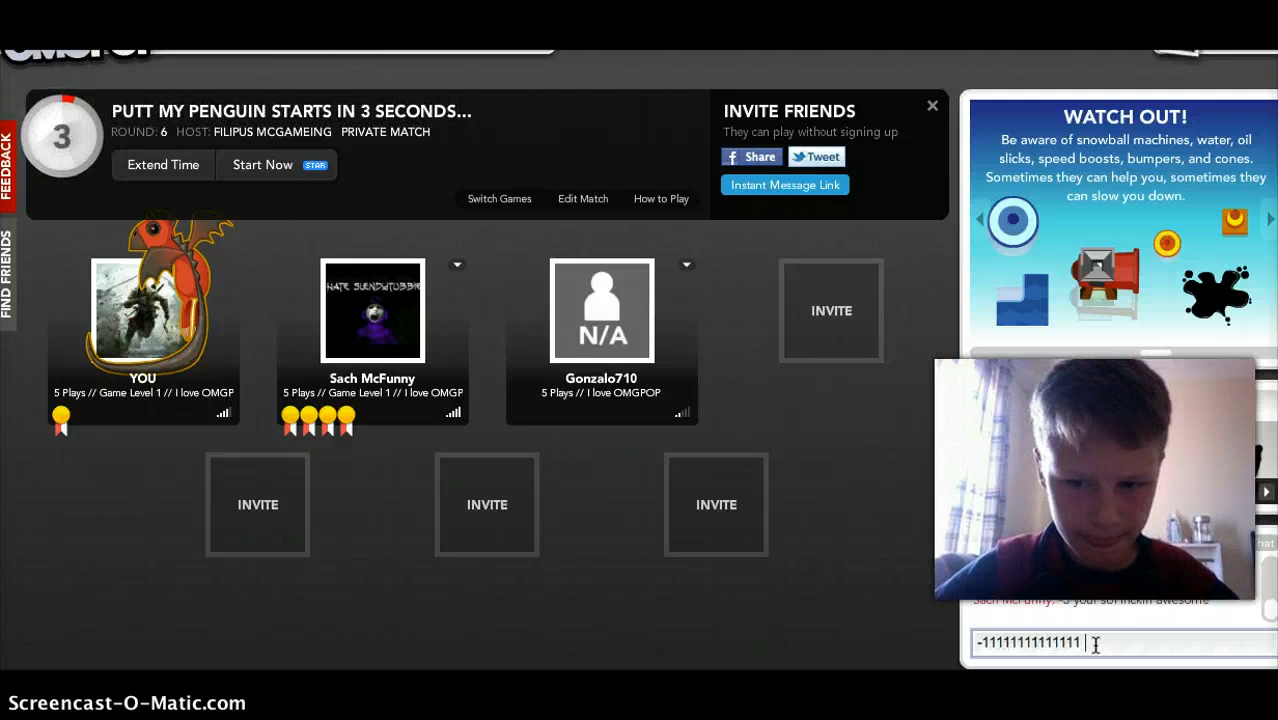 PUTT MY PENGUIN STARTS IN 3 SECONDS...
3
ROUND: 6 HOST: FILIPUS MCGAMEING PRIVATE MATCH
Extend Time
Start Now STAR
Switch Games
Edit Match
How to Play
INVITE FRIENDS
They can play without signing up
f Share
Tweet
Instant Message Link
FEEDBACK
FIND FRIENDS
WATCH OUT!
Be aware of snowball machines, water, oil
slicks, speed boosts, bumpers, and cones.
Sometimes they can help you, sometimes they
can slow you down.
YOU
5 Plays // Game Level 1 // I love OMGP
HATE SLENDYTUBBIE
Sach McFunny
5 Plays // Game Level 1 // I love OMGP
N/A
Gonzalo710
5 Plays // I love OMGPOP
INVITE
INVITE
INVITE
INVITE
Sach McFunny:
-11111111111111
Screencast-O-Matic.com